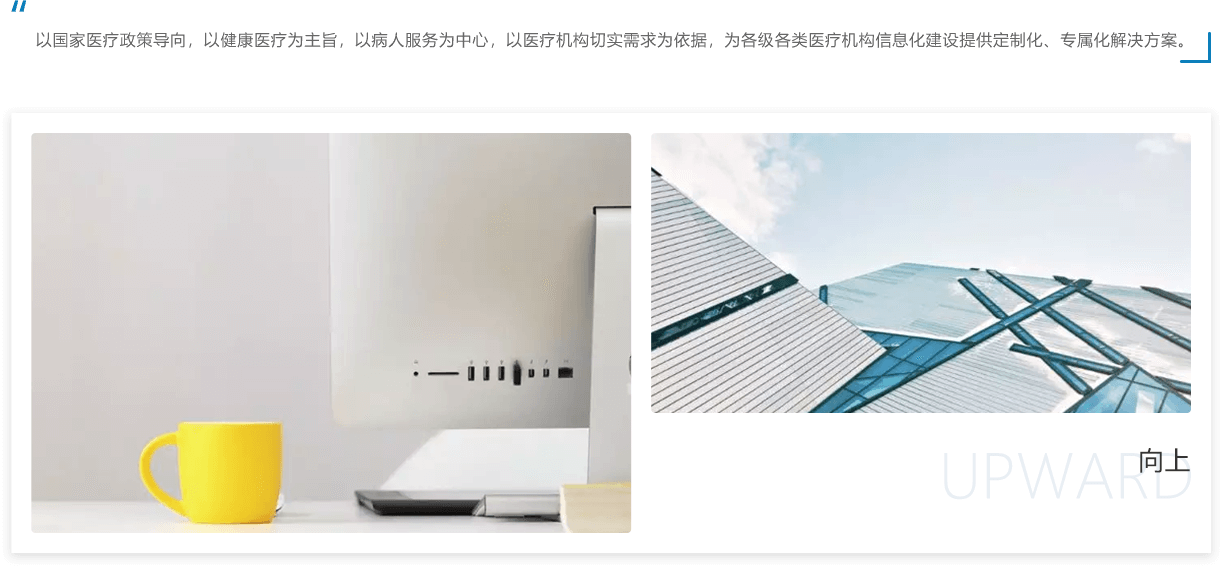 以国家医疗政策导向，以健康医疗为主旨，以病人服务为中心，以医疗机构切实需求为依据，为各级各类医疗机构信息化建设提供定制化、专属化解决方案。
向上
UPWARD